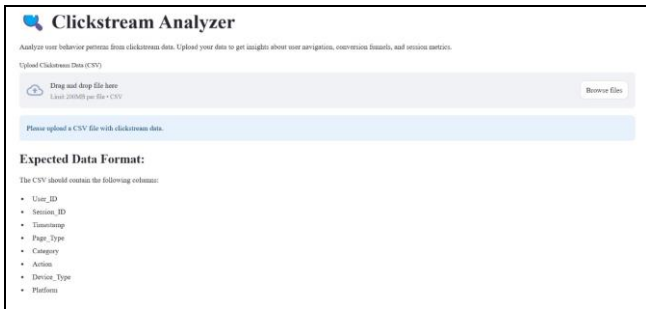 Clickstream Analyzer
Analyze user behavior patterns from clickstream data. Upload your data to get insights about user navigation, conversion funnels, and session metrics.
Upload Clickstream Data (CSV)
Drag and drop file here
Limit 200MB per file • CSV
Browse files
Please upload a CSV file with clickstream data.
Expected Data Format:
The CSV should contain the following columns:
• User_ID
• Session_ID
• Timestamp
• Page_Type
• Category
• Action
• Device_Type
• Platform